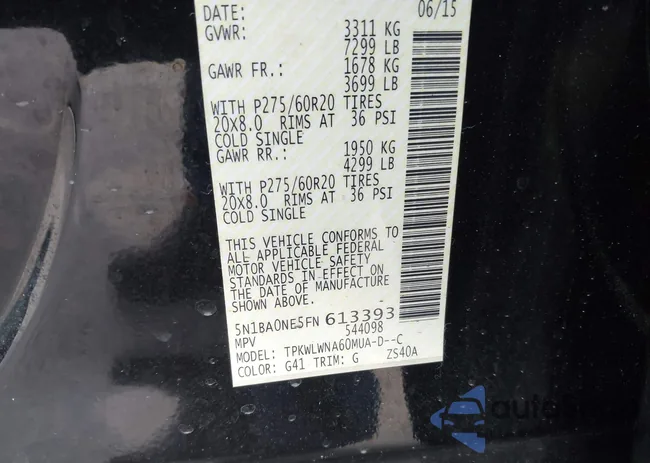 DATE: 06/15
GVWR: 3311 KG
7299 LB
GAWR FR.: 1678 KG
3699 LB
WITH P275/60R20 TIRES
20X8.0 RIMS AT 36 PSI
COLD SINGLE
GAWR RR.: 1950 KG
4299 LB
WITH P275/60R20 TIRES
20X8.0 RIMS AT 36 PSI
COLD SINGLE
THIS VEHICLE CONFORMS TO
ALL APPLICABLE FEDERAL
MOTOR VEHICLE SAFETY
STANDARDS IN EFFECT ON
THE DATE OF MANUFACTURE
SHOWN ABOVE.
5N1BA0NE5FN 613393
MPV 544098
MODEL: TPKWLWNA60MUA-D--C
COLOR: G41 TRIM: G ZS40A